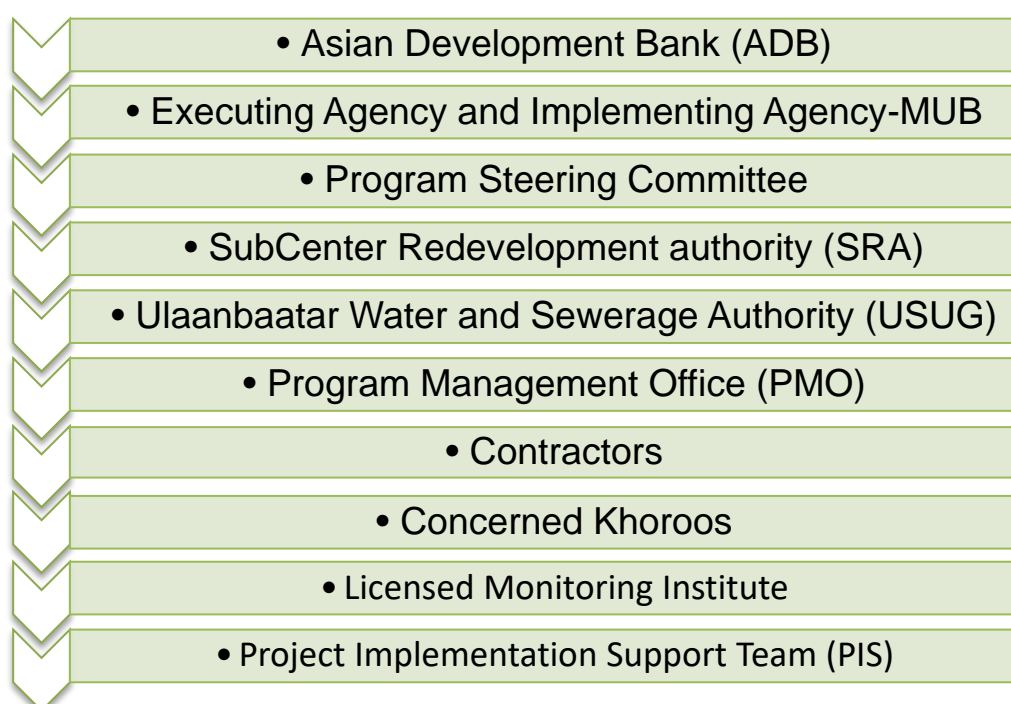 • Asian Development Bank (ADB)
• Executing Agency and Implementing Agency-MUB
• Program Steering Committee
• SubCenter Redevelopment authority (SRA)
• Ulaanbaatar Water and Sewerage Authority (USUG)
• Program Management Office (PMO)
• Contractors
• Concerned Khoroos
• Licensed Monitoring Institute
• Project Implementation Support Team (PIS)